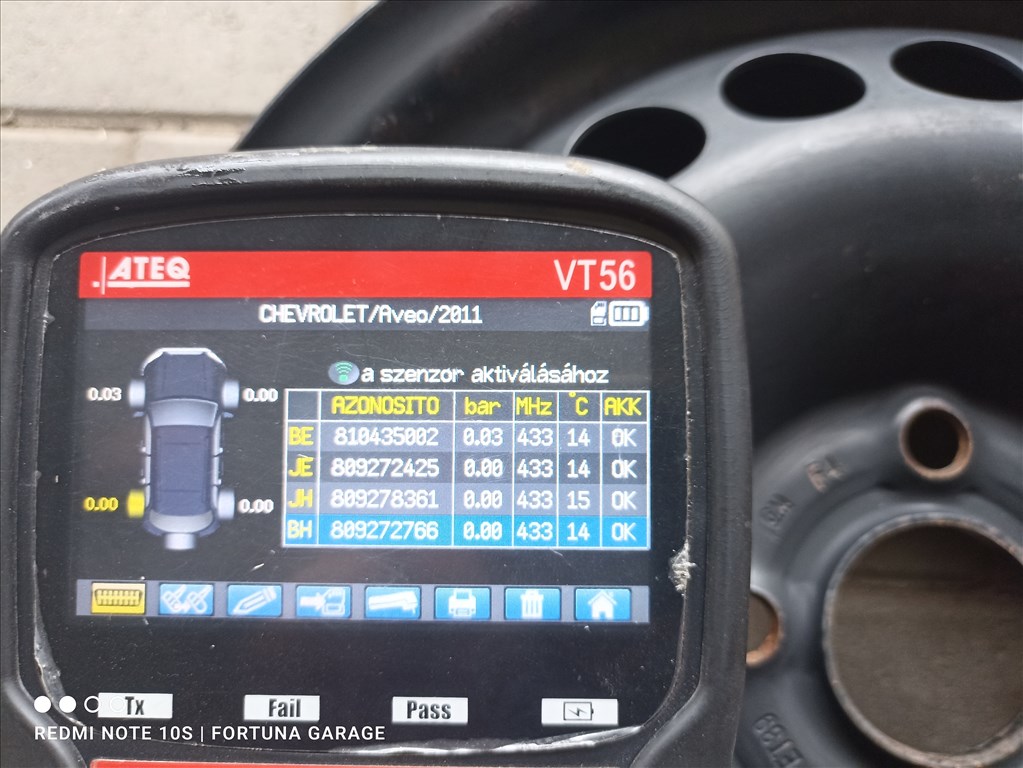 ATEQ VT56
CHEVROLET/Aveo/2011
a szenzor aktiválásához
0.03 0.00
0.00 0.00
AZONOSITO bar MHz °C AKK
BE 810435002 0.03 433 14 OK
JE 809272425 0.00 433 14 OK
JH 809278361 0.00 433 15 OK
BH 809272766 0.00 433 14 OK
Tx Fail Pass
REDMI NOTE 10S | FORTUNA GARAGE